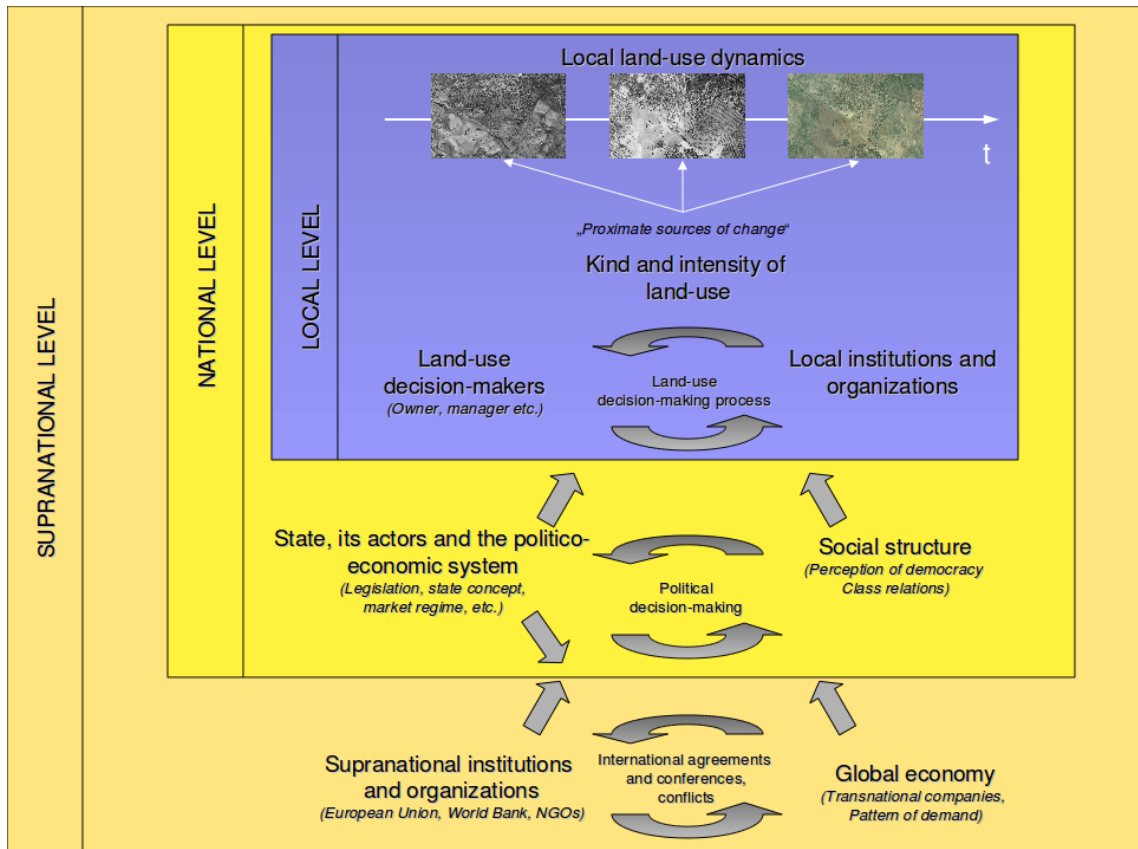 SUPRANATIONAL LEVEL
NATIONAL LEVEL
LOCAL LEVEL
Local land-use dynamics
t
„Proximate sources of change“
Kind and intensity of
land-use
Land-use
decision-makers
(Owner, manager etc.)
Land-use
decision-making process
Local institutions and
organizations
State, its actors and the politico-
economic system
(Legislation, state concept,
market regime, etc.)
Political
decision-making
Social structure
(Perception of democracy
Class relations)
Supranational institutions
and organizations
(European Union, World Bank, NGOs)
International agreements
and conferences,
conflicts
Global economy
(Transnational companies,
Pattern of demand)